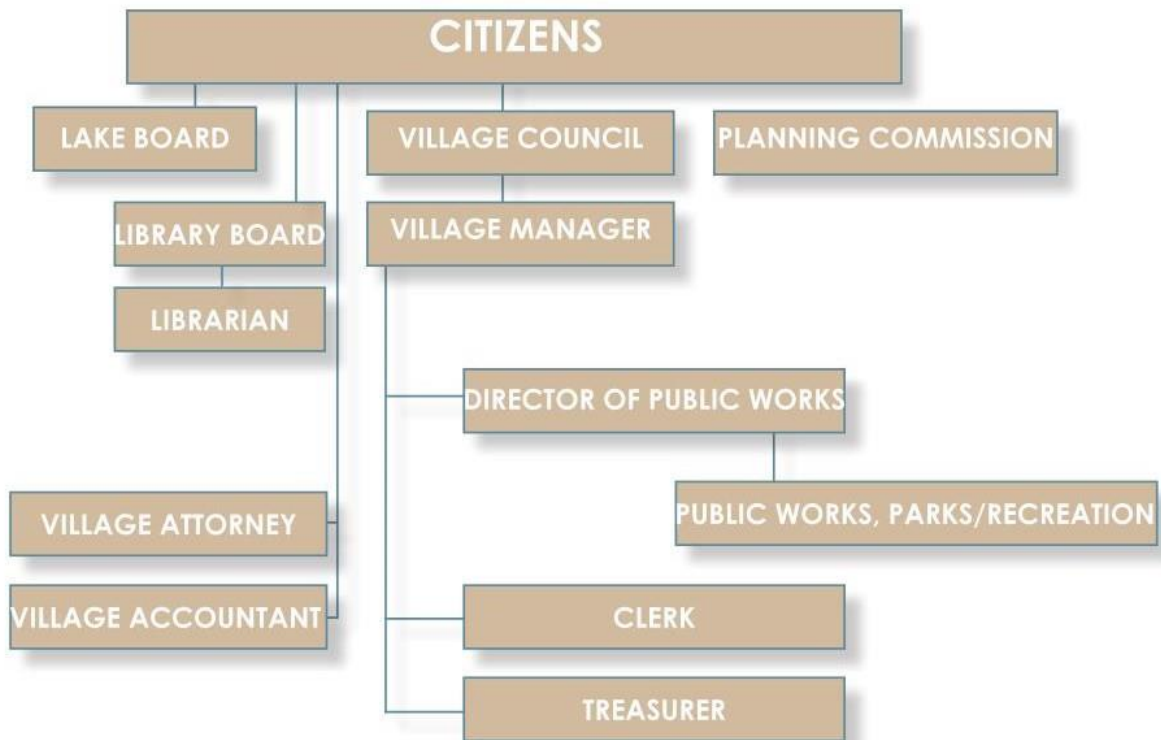 CITIZENS
LAKE BOARD
VILLAGE COUNCIL
PLANNING COMMISSION
LIBRARY BOARD
VILLAGE MANAGER
LIBRARIAN
DIRECTOR OF PUBLIC WORKS
VILLAGE ATTORNEY
PUBLIC WORKS, PARKS/RECREATION
VILLAGE ACCOUNTANT
CLERK
TREASURER